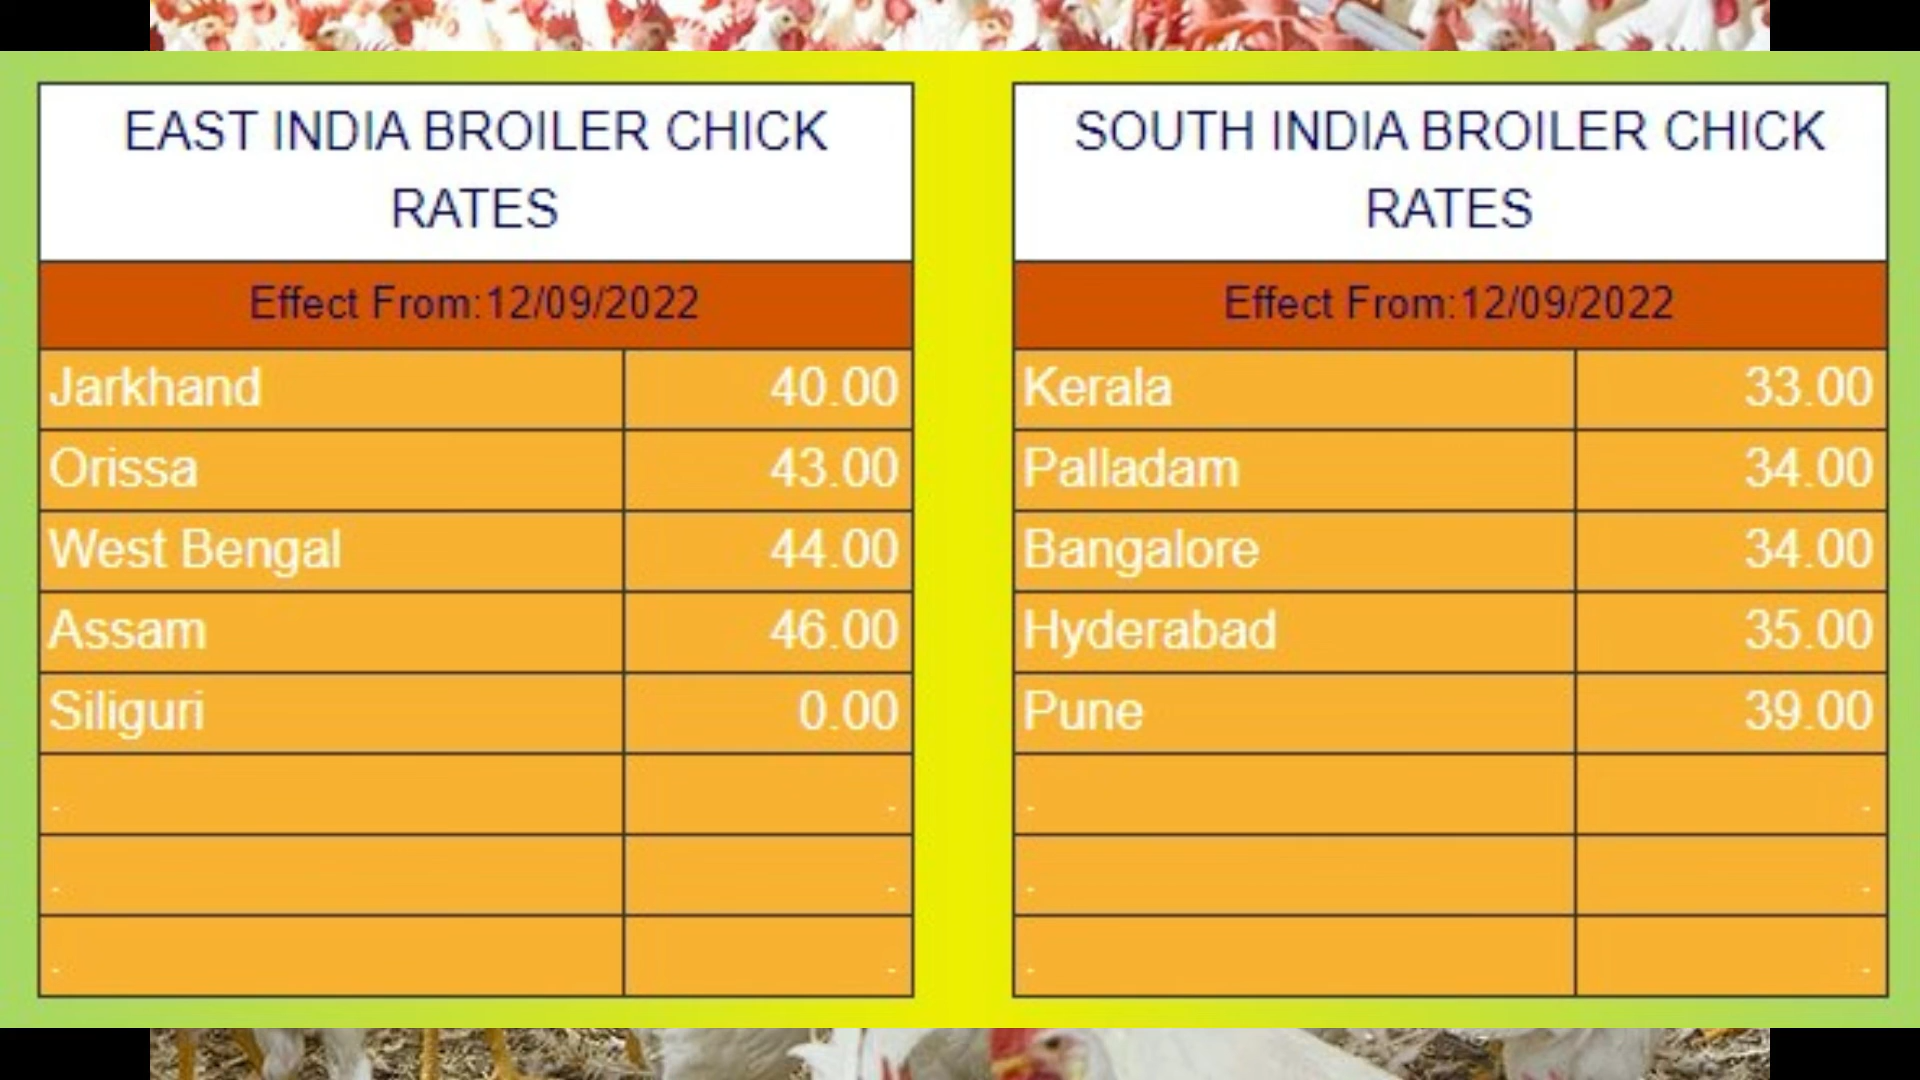 EAST INDIA BROILER CHICK
RATES
Effect From:12/09/2022
Jarkhand 40.00
Orissa 43.00
West Bengal 44.00
Assam 46.00
Siliguri 0.00
. .
. .
. .
SOUTH INDIA BROILER CHICK
RATES
Effect From:12/09/2022
Kerala 33.00
Palladam 34.00
Bangalore 34.00
Hyderabad 35.00
Pune 39.00
. .
. .
. .